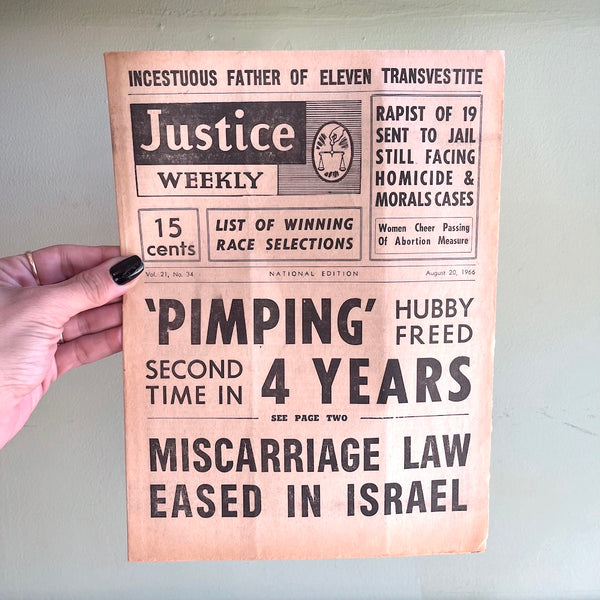 INCESTUOUS FATHER OF ELEVEN TRANSVESTITE
Justice
WEEKLY
RAPIST OF 19
SENT TO JAIL
STILL FACING
HOMICIDE &
MORALS CASES
15
cents
LIST OF WINNING
RACE SELECTIONS
Women Cheer Passing
Of Abortion Measure
Vol. 21, No. 34
NATIONAL EDITION
August 20, 1966
'PIMPING' HUBBY
FREED
SECOND
TIME IN 4 YEARS
SEE PAGE TWO
MISCARRIAGE LAW
EASED IN ISRAEL